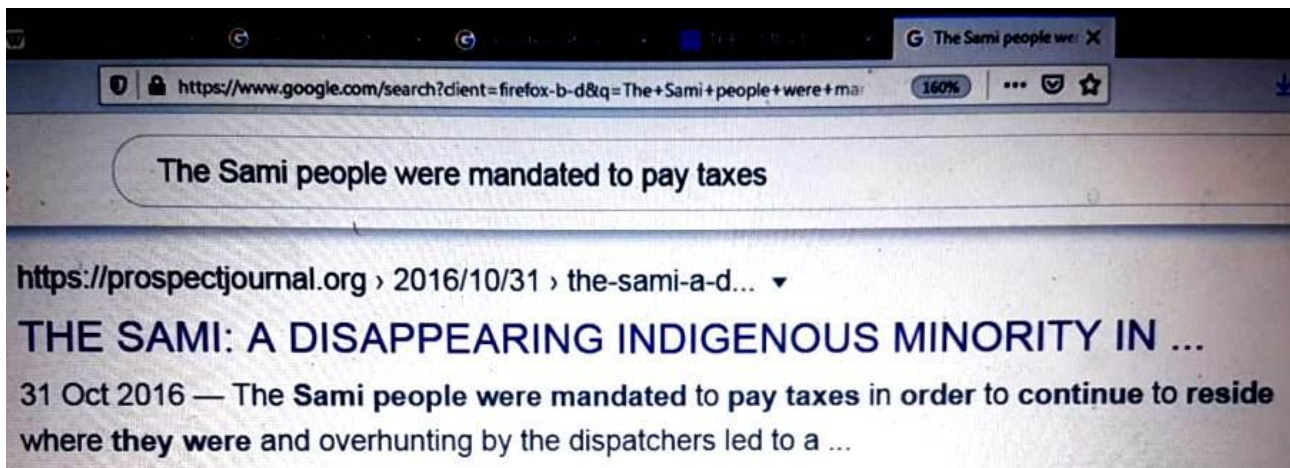 The Sami people we
https://www.google.com/search?client=firefox-b-d&q=The+Sami+people+were+ma
160%
The Sami people were mandated to pay taxes
https://prospectjournal.org › 2016/10/31 › the-sami-a-d...
THE SAMI: A DISAPPEARING INDIGENOUS MINORITY IN ...
31 Oct 2016 — The Sami people were mandated to pay taxes in order to continue to reside
where they were and overhunting by the dispatchers led to a ...